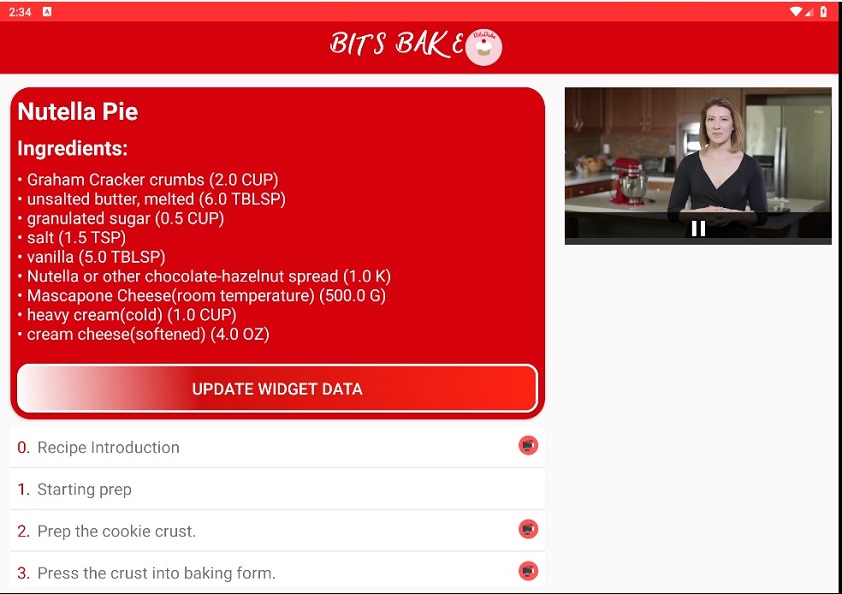 2:34 A
BITS BAKE
Nutella Pie
Ingredients:
• Graham Cracker crumbs (2.0 CUP)
• unsalted butter, melted (6.0 TBLSP)
• granulated sugar (0.5 CUP)
• salt (1.5 TSP)
• vanilla (5.0 TBLSP)
• Nutella or other chocolate-hazelnut spread (1.0 K)
• Mascapone Cheese(room temperature) (500.0 G)
• heavy cream(cold) (1.0 CUP)
• cream cheese(softened) (4.0 OZ)
UPDATE WIDGET DATA
0. Recipe Introduction
1. Starting prep
2. Prep the cookie crust.
3. Press the crust into baking form.